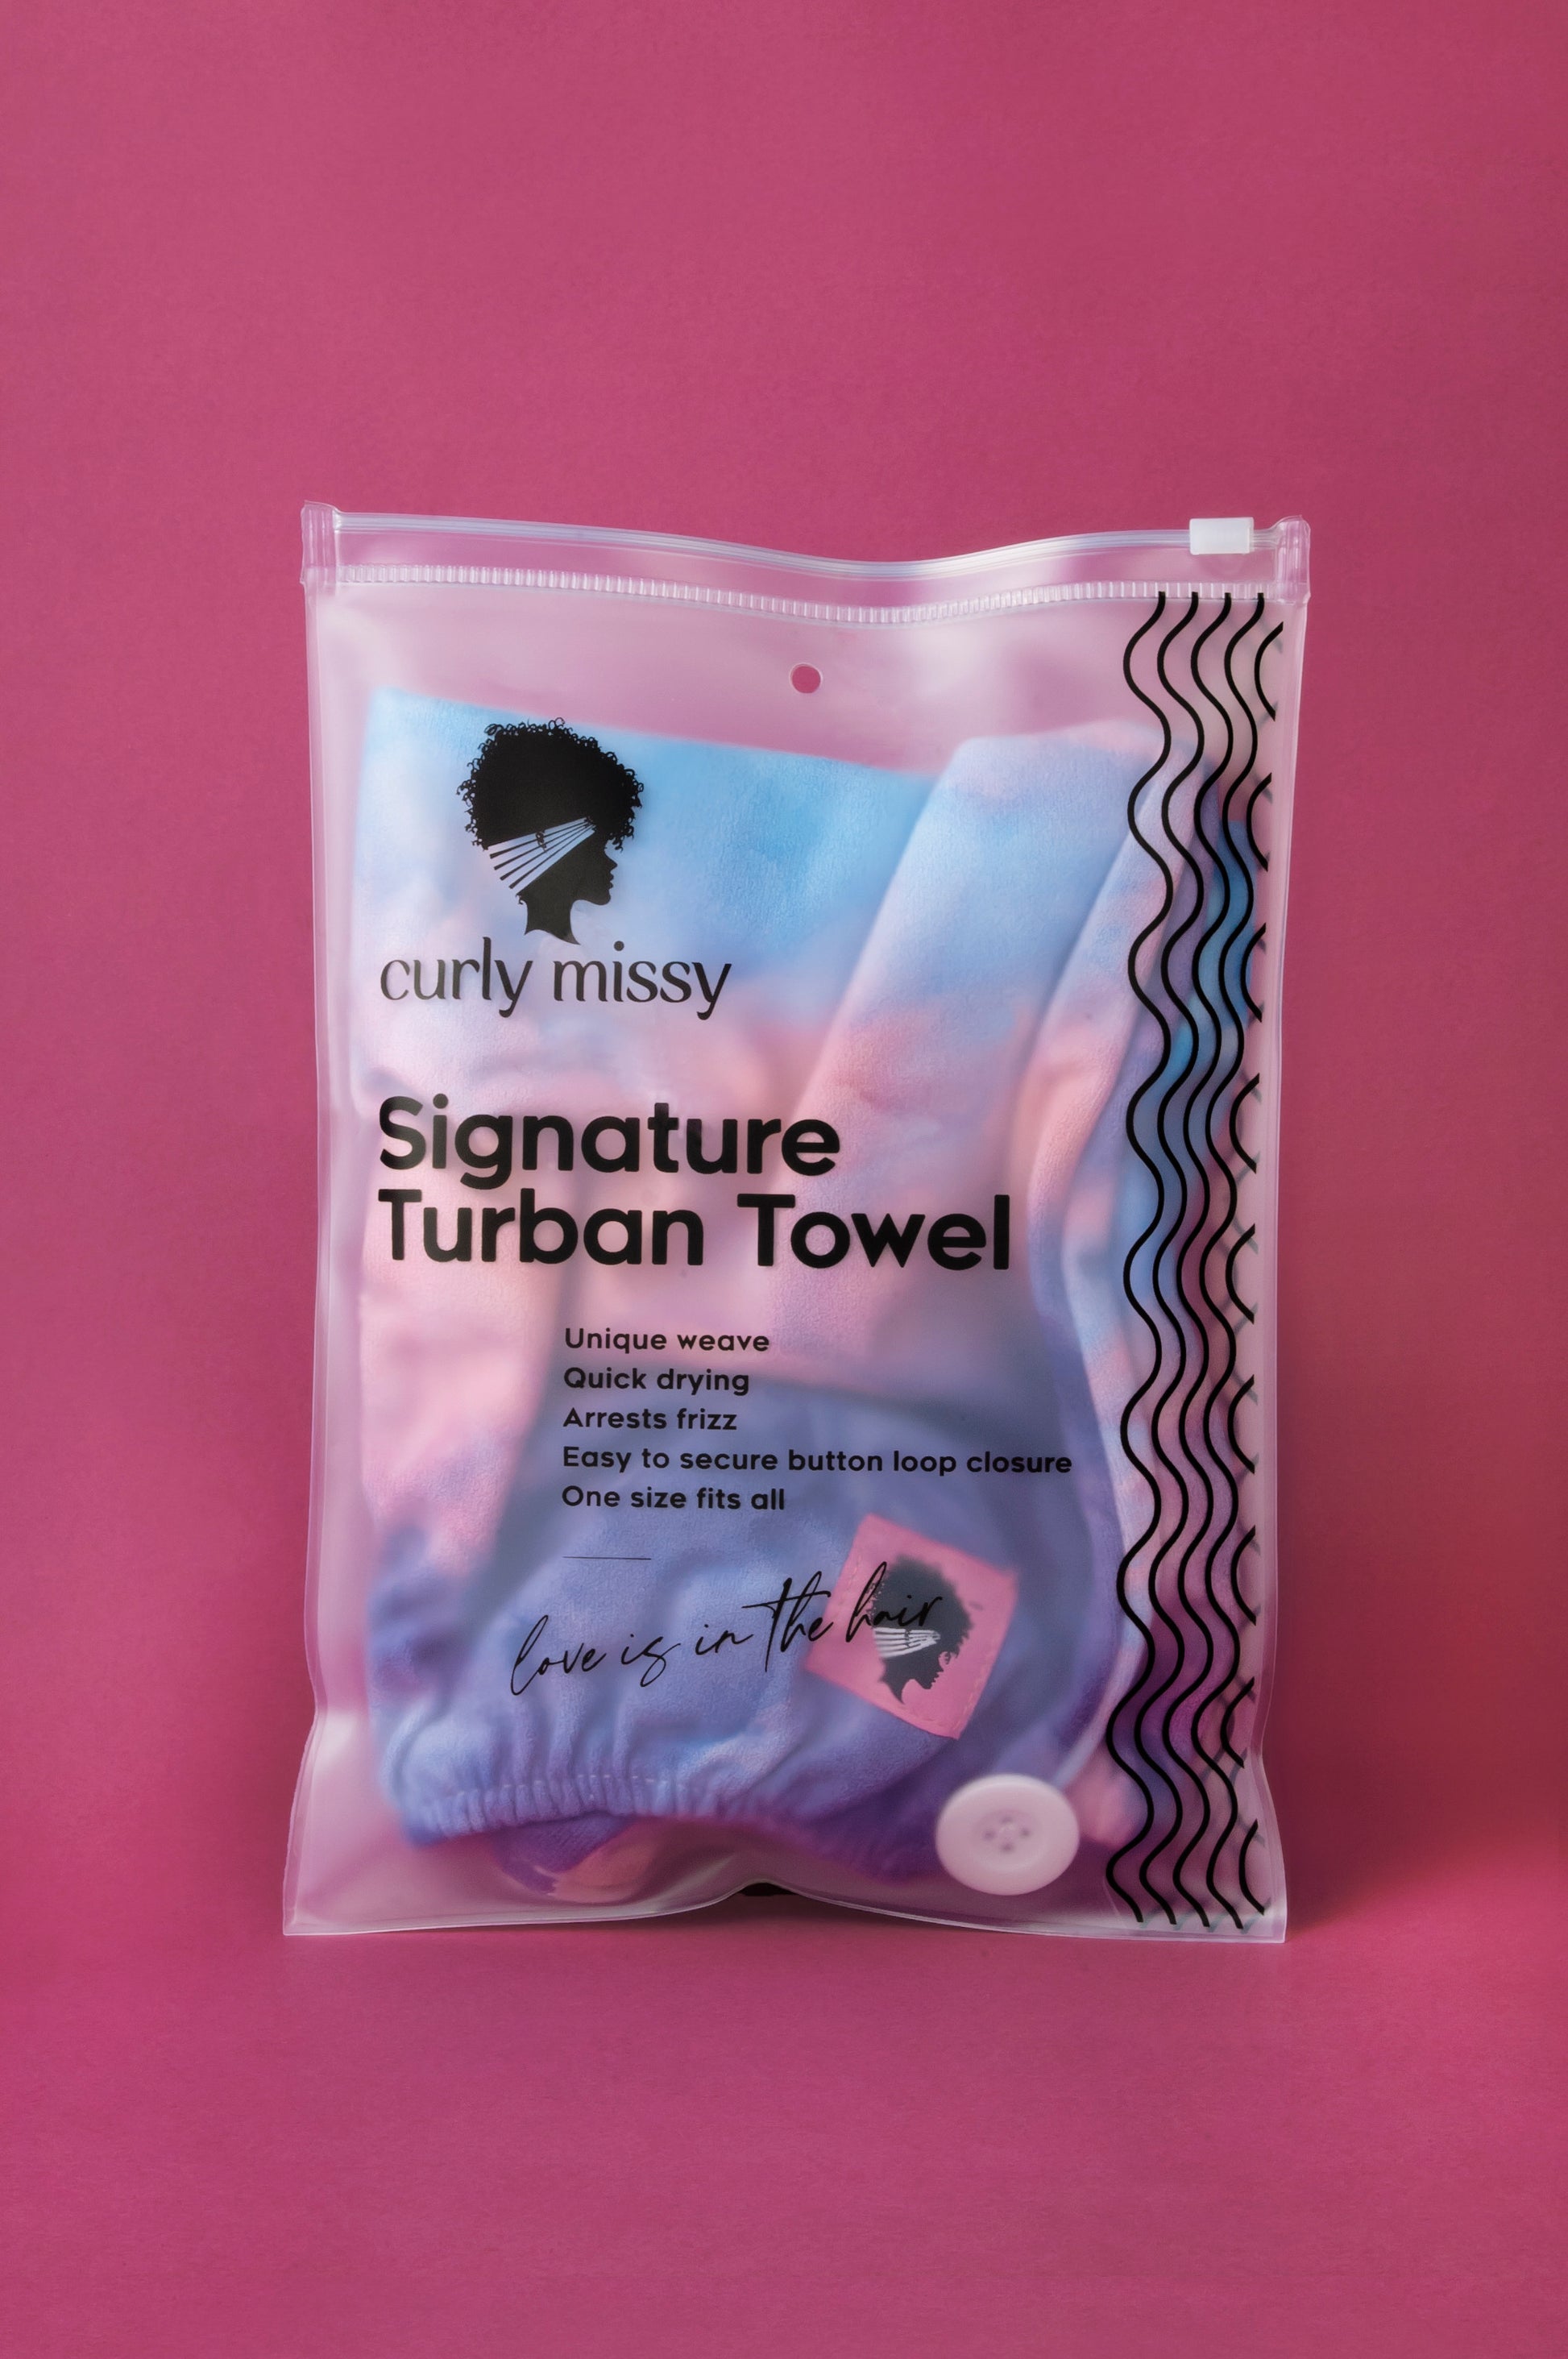 curly missy
Signature
Turban Towel
Unique weave
Quick drying
Arrests frizz
Easy to secure button loop closure
One size fits all
love is in the hair